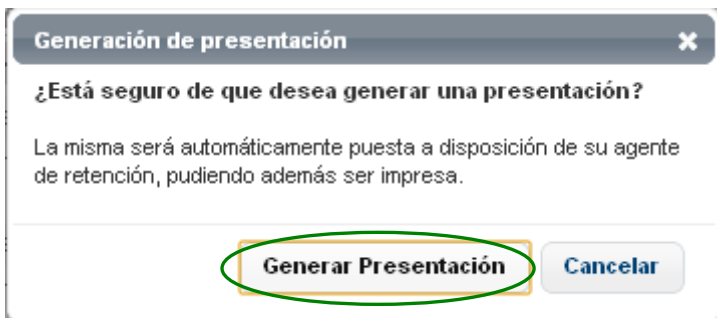 Generación de presentación
¿Está seguro de que desea generar una presentación?
La misma será automáticamente puesta a disposición de su agente
de retención, pudiendo además ser impresa.
Generar Presentación
Cancelar